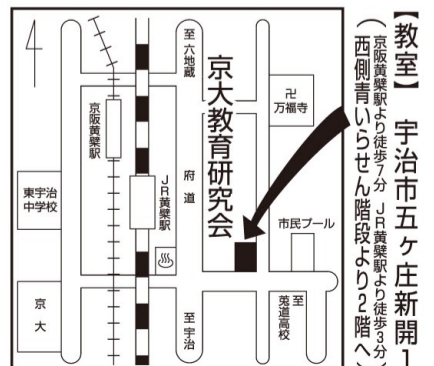 【教室】 宇治市五ヶ庄新開1
京阪黄檗駅より徒歩7分 JR黄檗駅より徒歩3分
(西側青いらせん階段より2階へ)
至六地蔵
京大教育研究会
卍
万福寺
京阪黄檗駅
府道
JR黄檗駅
東宇治
中学校
市民プール
京大
至宇治
至
莵道高校